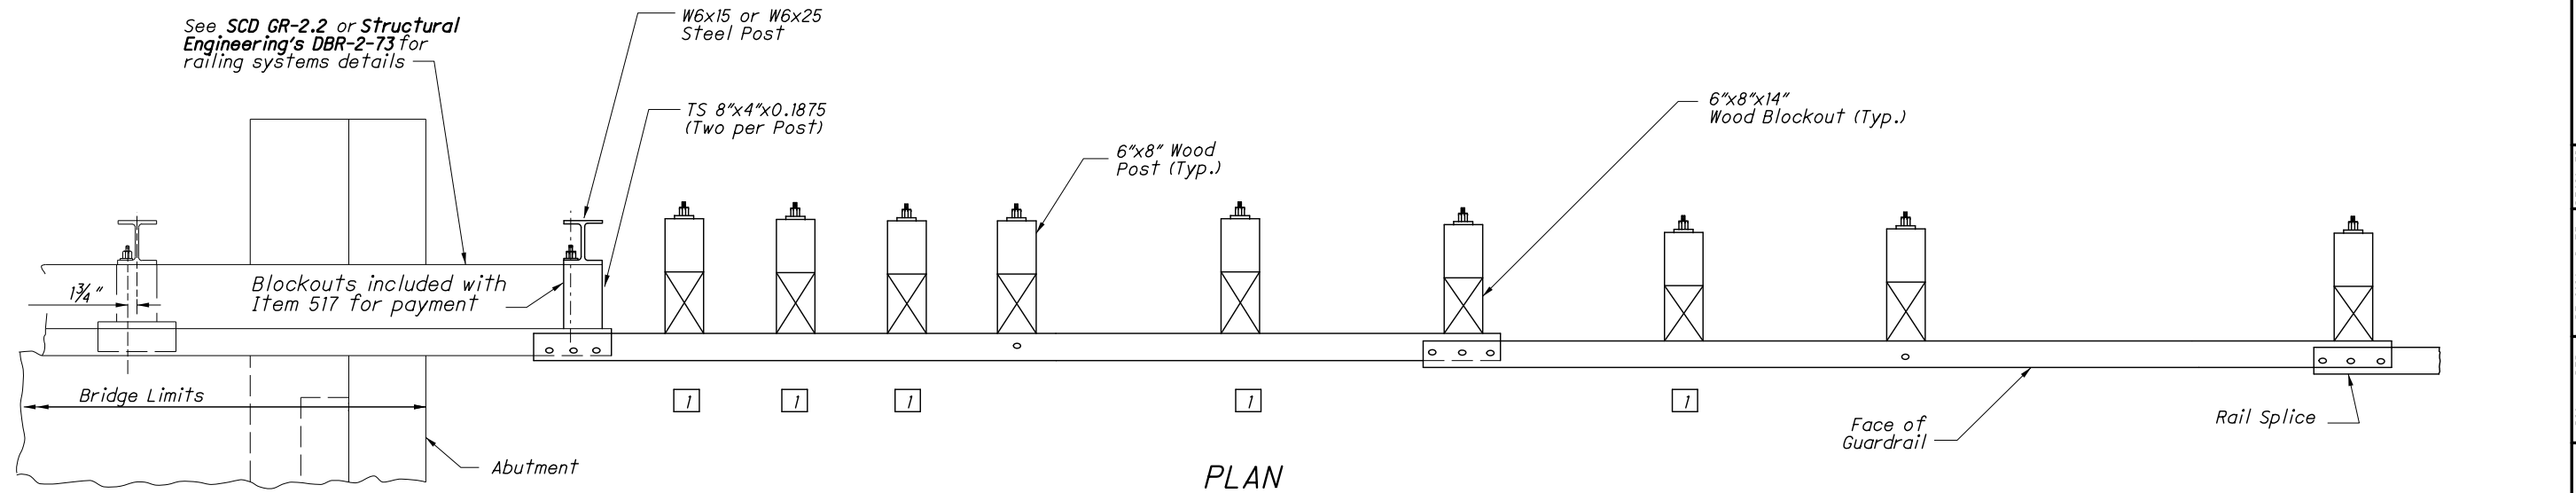 See SCD GR-2.2 or Structural
Engineering's DBR-2-73 for
railing systems details
W6x15 or W6x25
Steel Post
TS 8"x4"x0.1875
(Two per Post)
6"x8" Wood
Post (Typ.)
6"x8"x14"
Wood Blockout (Typ.)
1¾"
Blockouts included with
Item 517 for payment
Bridge Limits
1
1
1
1
1
Face of
Guardrail
Rail Splice
Abutment
PLAN